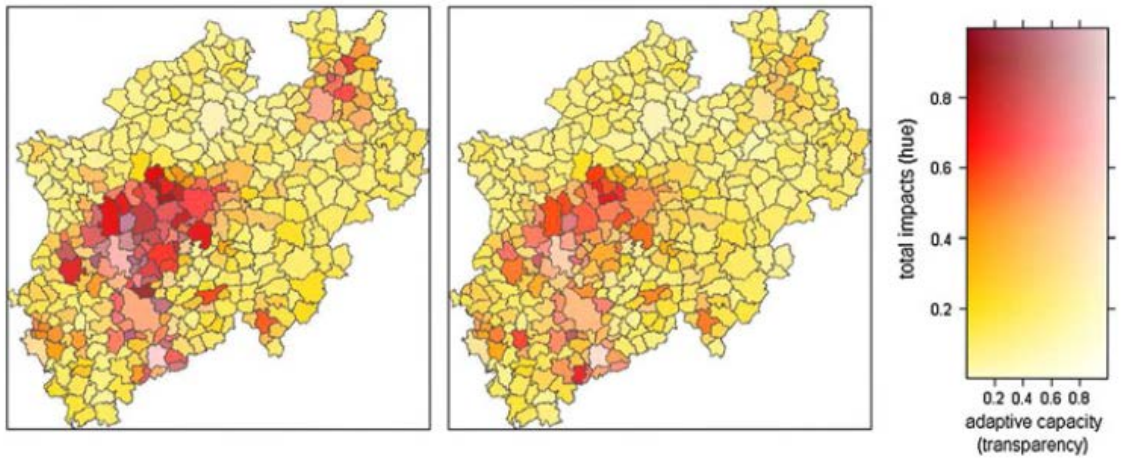 total impacts (hue)
0.8
0.6
0.4
0.2
0.2 0.4 0.6 0.8
adaptive capacity
(transparency)